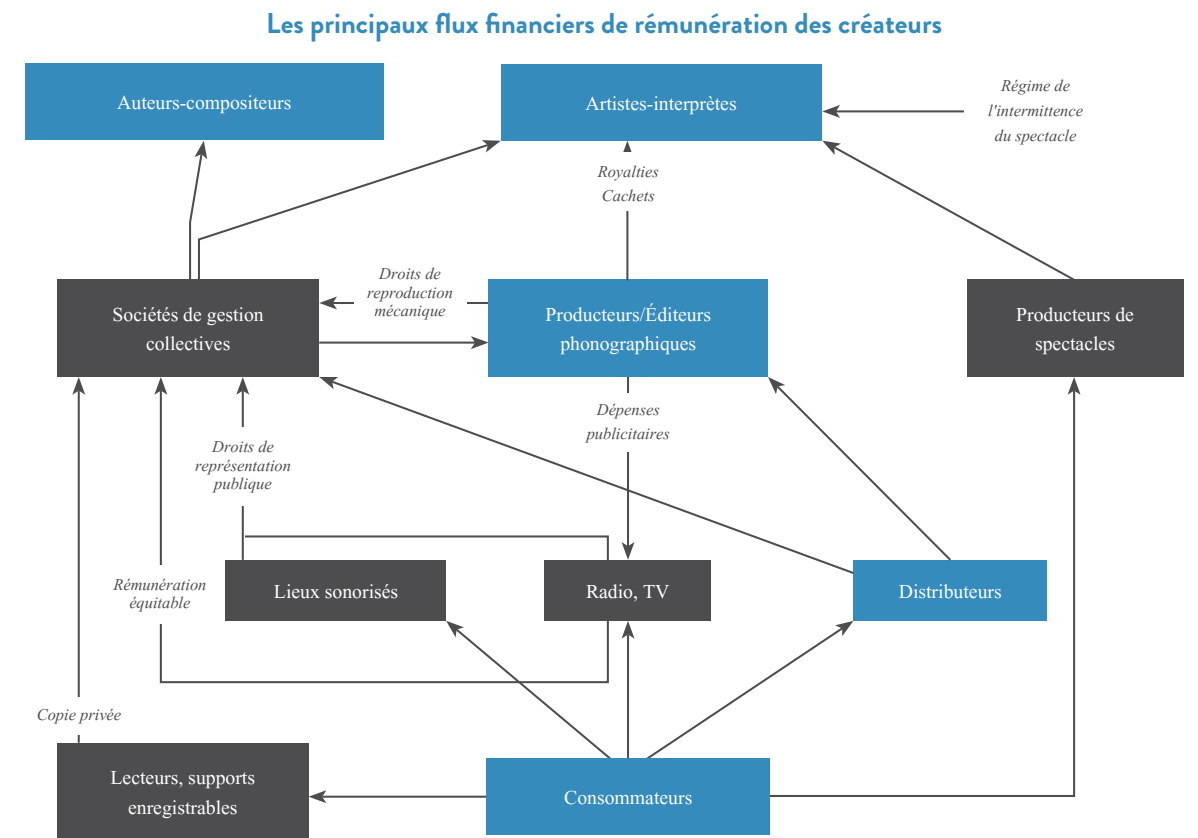 Les principaux flux financiers de rémunération des créateurs
Auteurs-compositeurs
Artistes-interprètes
Régime de
l'intermittence
du spectacle
Royalties
Cachets
Sociétés de gestion
collectives
Droits de
reproduction
mécanique
Producteurs/Éditeurs
phonographiques
Producteurs de
spectacles
Dépenses
publicitaires
Droits de
représentation
publique
Rémunération
équitable
Lieux sonorisés
Radio, TV
Distributeurs
Copie privée
Lecteurs, supports
enregistrables
Consommateurs